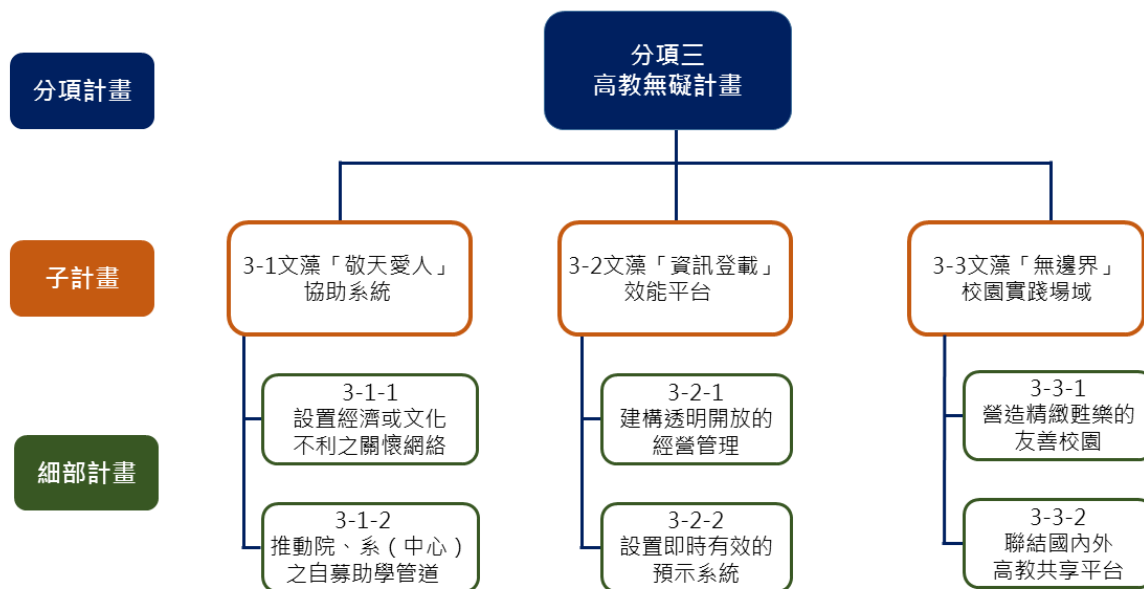 分項計畫
分項三
高教無礙計畫
子計畫
3-1文藻「敬天愛人」
協助系統
3-2文藻「資訊登載」
效能平台
3-3文藻「無邊界」
校園實踐場域
細部計畫
3-1-1
設置經濟或文化
不利之關懷網絡
3-2-1
建構透明開放的
經營管理
3-3-1
營造精緻甦樂的
友善校園
3-1-2
推動院、系（中心）
之自募助學管道
3-2-2
設置即時有效的
預示系統
3-3-2
聯結國內外
高教共享平台